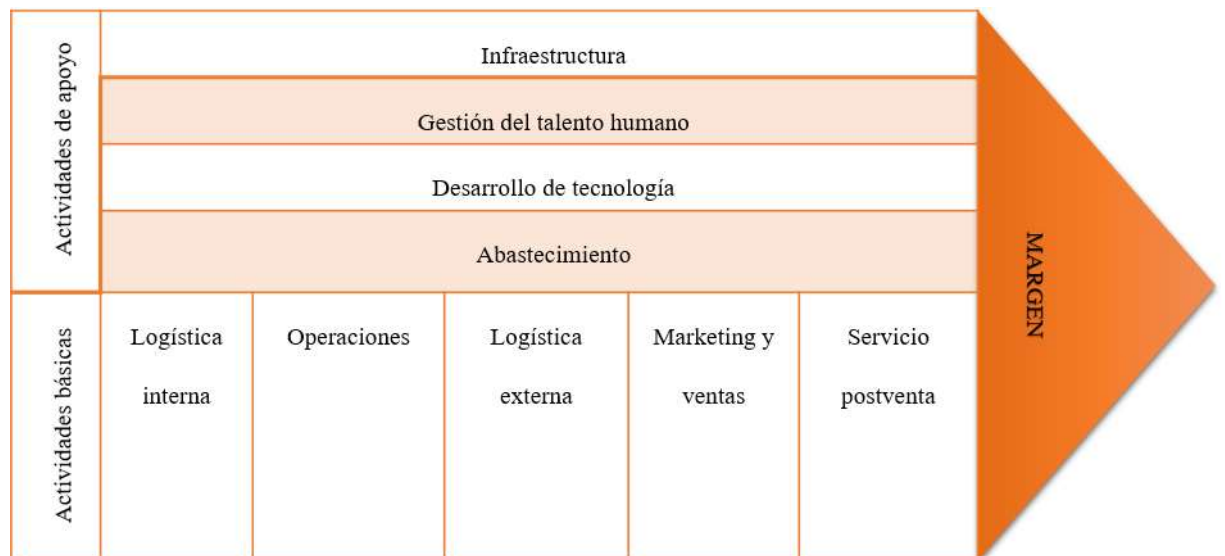 Actividades de apoyo
Infraestructura
Gestión del talento humano
Desarrollo de tecnología
Abastecimiento
MARGEN
Actividades básicas
Logística
interna
Operaciones
Logística
externa
Marketing y
ventas
Servicio
postventa